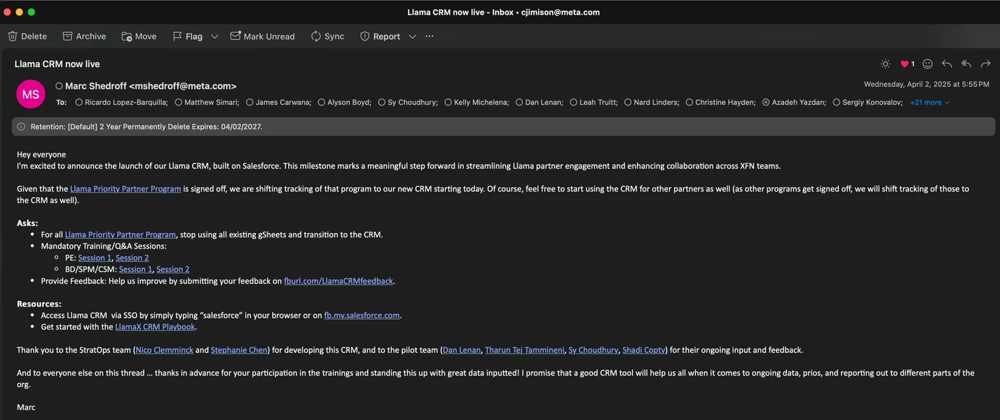 Llama CRM now live - Inbox • cjimison@meta.com
Delete Archive Move Flag Mark Unread Sync Report ...
Llama CRM now live
1
MS
Marc Shedroff <mshedroff@meta.com>
Wednesday, April 2, 2025 at 5:55 PM
To: Ricardo Lopez-Barquilla; Matthew Simari; James Carwana; Alyson Boyd; Sy Choudhury; Kelly Michelena; Dan Lenan; Leah Truitt; Nard Linders; Christine Hayden; Azadeh Yazdan; Sergiy Konovalov; +21 more
Retention: [Default] 2 Year Permanently Delete Expires: 04/02/2027.
Hey everyone
I'm excited to announce the launch of our Llama CRM, built on Salesforce. This milestone marks a meaningful step forward in streamlining Llama partner engagement and enhancing collaboration across XFN teams.
Given that the Llama Priority Partner Program is signed off, we are shifting tracking of that program to our new CRM starting today. Of course, feel free to start using the CRM for other partners as well (as other programs get signed off, we will shift tracking of those to
the CRM as well).
Asks:
• For all Llama Priority Partner Program, stop using all existing gSheets and transition to the CRM.
• Mandatory Training/Q&A Sessions:
○ PE: Session 1, Session 2
○ BD/SPM/CSM: Session 1, Session 2
• Provide Feedback: Help us improve by submitting your feedback on fburl.com/LlamaCRMfeedback.
Resources:
• Access Llama CRM  via SSO by simply typing “salesforce” in your browser or on fb.my.salesforce.com.
• Get started with the LlamaX CRM Playbook.
Thank you to the StratOps team (Nico Clemminck and Stephanie Chen) for developing this CRM, and to the pilot team (Dan Lenan, Tharun Tej Tammineni, Sy Choudhury, Shadi Copty) for their ongoing input and feedback.
And to everyone else on this thread … thanks in advance for your participation in the trainings and standing this up with great data inputted! I promise that a good CRM tool will help us all when it comes to ongoing data, prios, and reporting out to different parts of the
org.
Marc